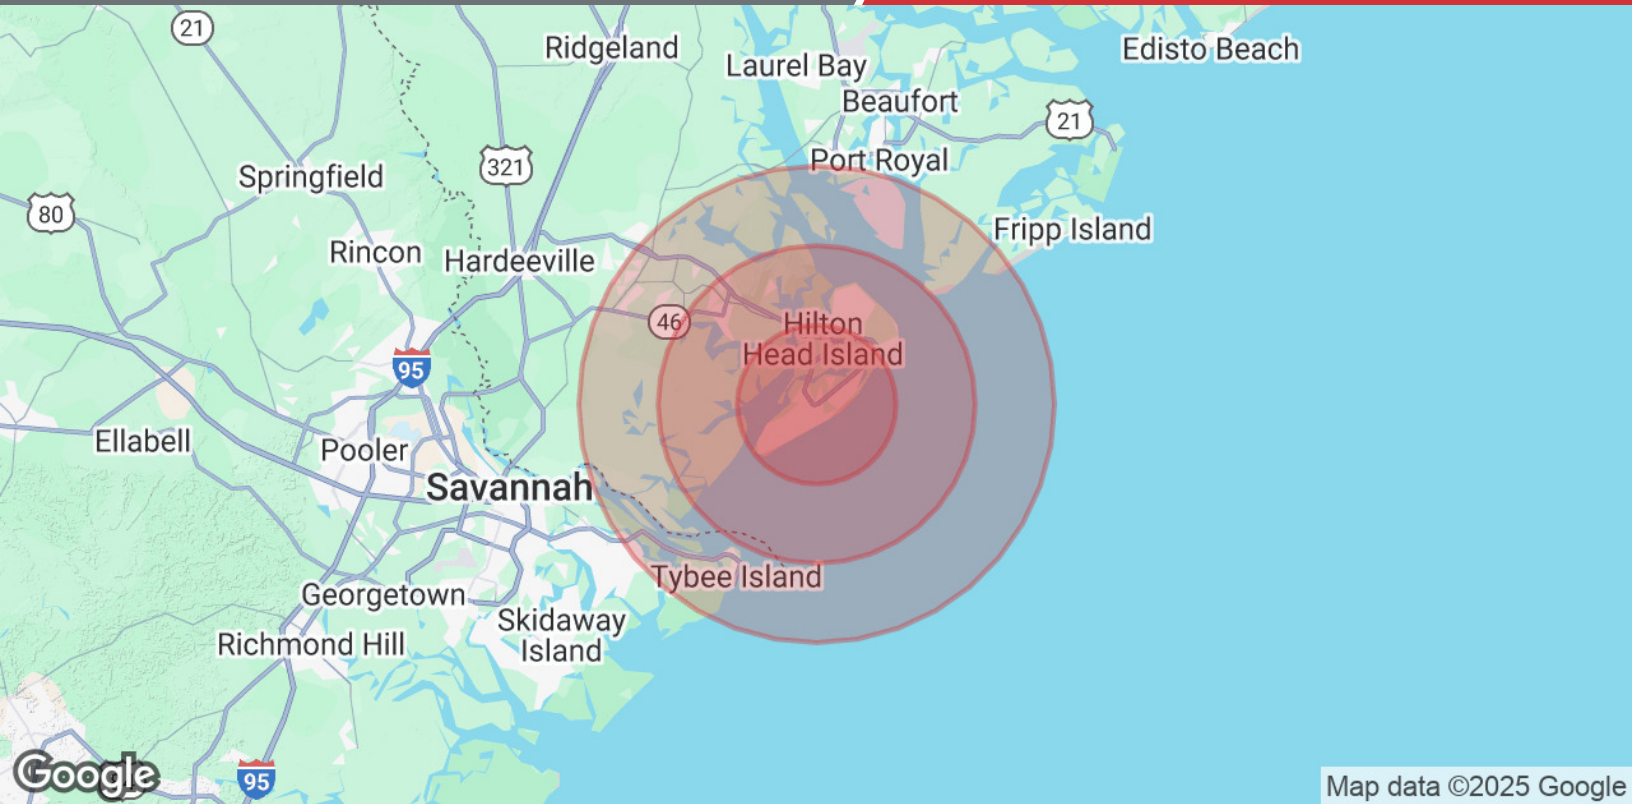 21
Ridgeland
Edisto Beach
Laurel Bay
Beaufort
21
Port Royal
321
Springfield
80
Fripp Island
Rincon
Hardeeville
46
Hilton
Head Island
95
Ellabell
Pooler
Savannah
Tybee Island
Georgetown
Skidaway
Island
Richmond Hill
Google
95
Map data ©2025 Google